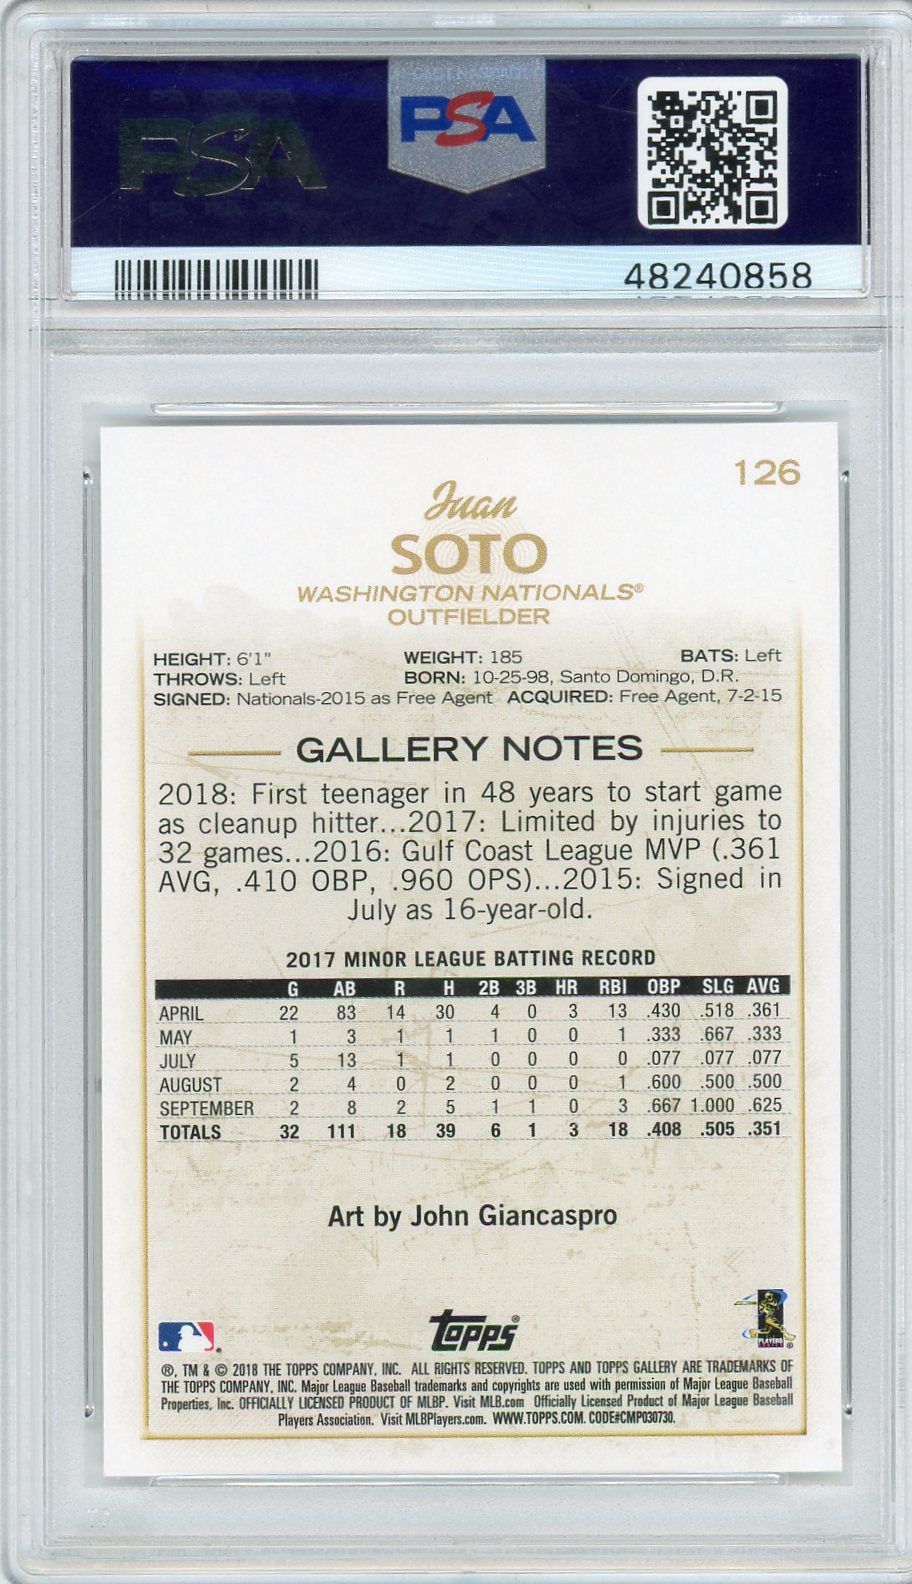 PSA
PSA
48240858
126
Juan
SOTO
WASHINGTON NATIONALS®
OUTFIELDER
HEIGHT: 6'1" WEIGHT: 185 BATS: Left
THROWS: Left BORN: 10-25-98, Santo Domingo, D.R.
SIGNED: Nationals-2015 as Free Agent ACQUIRED: Free Agent, 7-2-15
GALLERY NOTES
2018: First teenager in 48 years to start game
as cleanup hitter...2017: Limited by injuries to
32 games...2016: Gulf Coast League MVP (.361
AVG, .410 OBP, .960 OPS)...2015: Signed in
July as 16-year-old.
2017 MINOR LEAGUE BATTING RECORD
G AB R H 2B 3B HR RBI OBP SLG AVG
APRIL 22 83 14 30 4 0 3 13 .430 .518 .361
MAY 1 3 1 1 1 0 0 1 .333 .667 .333
JULY 5 13 1 1 0 0 0 0 .077 .077 .077
AUGUST 2 4 0 2 0 0 0 1 .600 .500 .500
SEPTEMBER 2 8 2 5 1 1 0 3 .667 1.000 .625
TOTALS 32 111 18 39 6 1 3 18 .408 .505 .351
Art by John Giancaspro
Topps®
PLAYERS
®, TM & © 2018 THE TOPPS COMPANY, INC. ALL RIGHTS RESERVED. TOPPS AND TOPPS GALLERY ARE TRADEMARKS OF
THE TOPPS COMPANY, INC. Major League Baseball trademarks and copyrights are used with permission of Major League Baseball
Properties, Inc. OFFICIALLY LICENSED PRODUCT OF MLBP. Visit MLB.com Officially Licensed Product of Major League Baseball
Players Association. Visit MLBPlayers.com. WWW.TOPPS.COM. CODE#CMP030730.